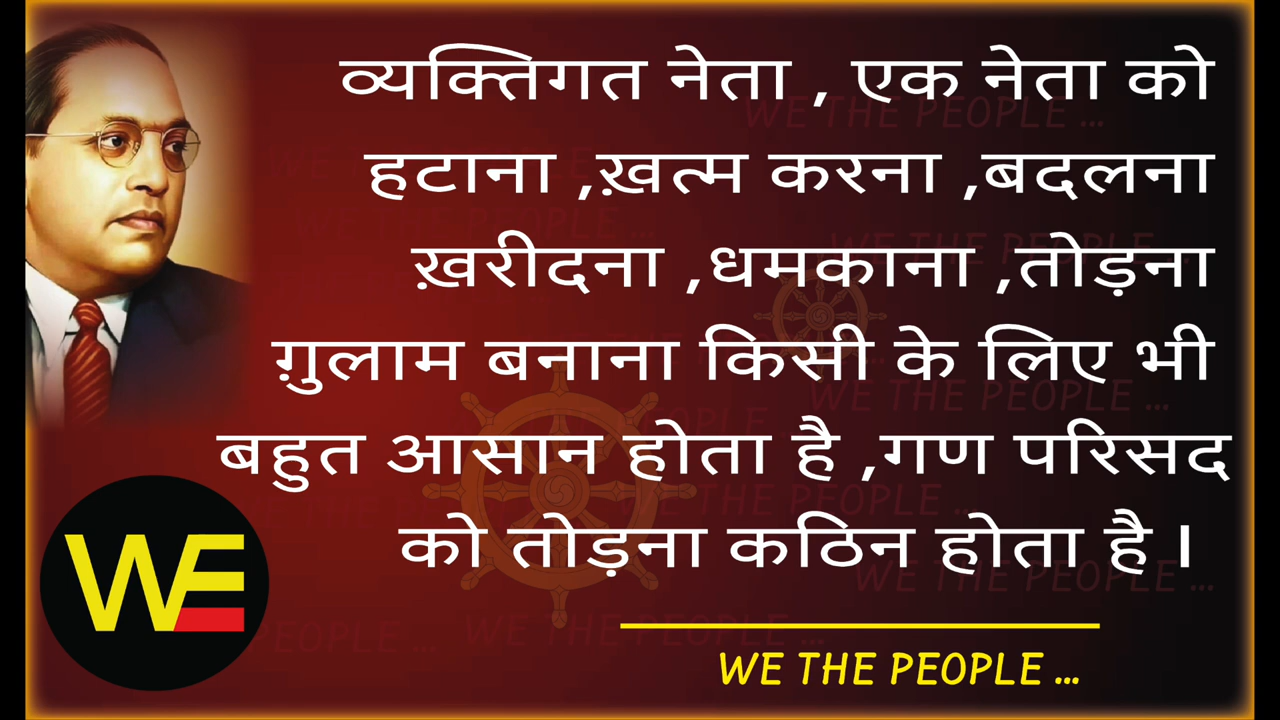 व्यक्तिगत नेता , एक नेता को
हटाना ,ख़त्म करना ,बदलना
ख़रीदना ,धमकाना ,तोड़ना
ग़ुलाम बनाना किसी के लिए भी
बहुत आसान होता है ,गण परिसद
को तोड़ना कठिन होता है ।
WE
WE THE PEOPLE ...